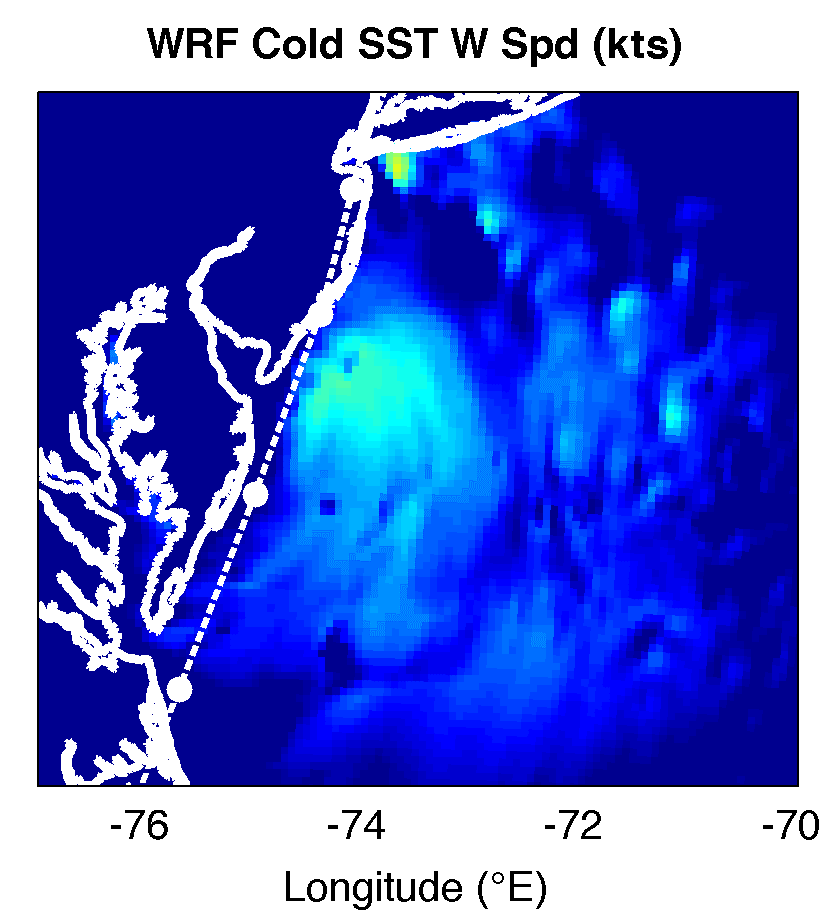 WRF Cold SST W Spd (kts)
-76 -74 -72 -70
Longitude (°E)